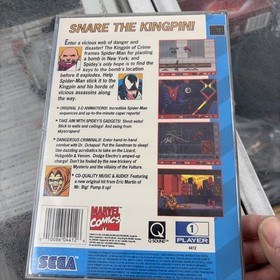 SNARE THE KINGPIN!
Enter a vicious web of danger and
disaster! The Kingpin of Crime
frames Spider-Man for planting
a bomb in New York; and
Spidey's only hope is to find the
keys to the bomb's location
before it explodes. Help
Spider-Man stick it to the
Kingpin and his horde of
vicious assassins along
the way.
• ORIGINAL 3-D ANIMATIONS! Incredible Spider-Man
sequences and up-to-the-minute caper reports!
• TAKE AIM WITH SPIDEY'S GADGETS! Shoot webs!
Stick to walls and ceilings! And swing from
skyscrapers!
• DANGEROUS CRIMINALS! Enter hand-to-hand
combat with Dr. Octopus! Put the Sandman to sleep!
Use dazzling acrobatics to take on the Lizard,
Hobgoblin & Venom. Dodge Electro's amped-up
charge! Don't be fooled by the new trickery of
Mysterio and the villainy of the Vulture.
• CD QUALITY MUSIC & AUDIO! Featuring
a new original hit from Eric Martin of
Mr. Big! Pump it up!
MARVEL
COMICS
Q SOUND
1
PLAYER
4412
SEGA